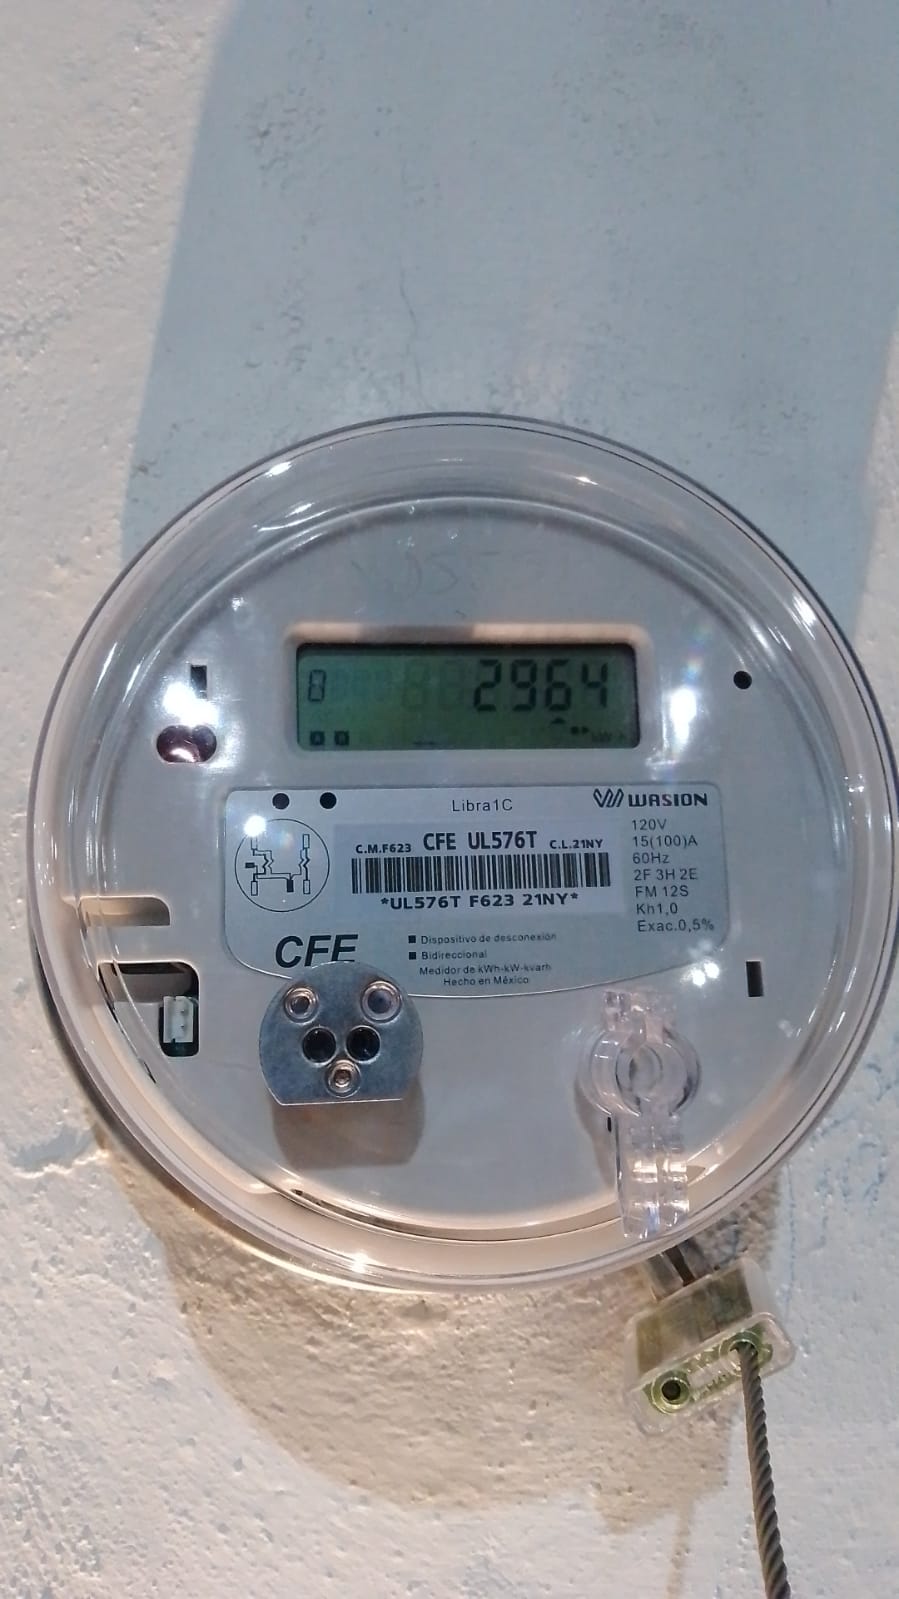 2964
kW h
Libra1C
WASION
C.M.F623 CFE UL576T C.L.21NY
*UL576T F623 21NY*
120V
15(100)A
60Hz
2F 3H 2E
FM 12S
Kh1,0
Exac.0,5%
CFE
Dispositivo de desconexión
Bidireccional
Medidor de kWh-kW-kvarh
Hecho en México